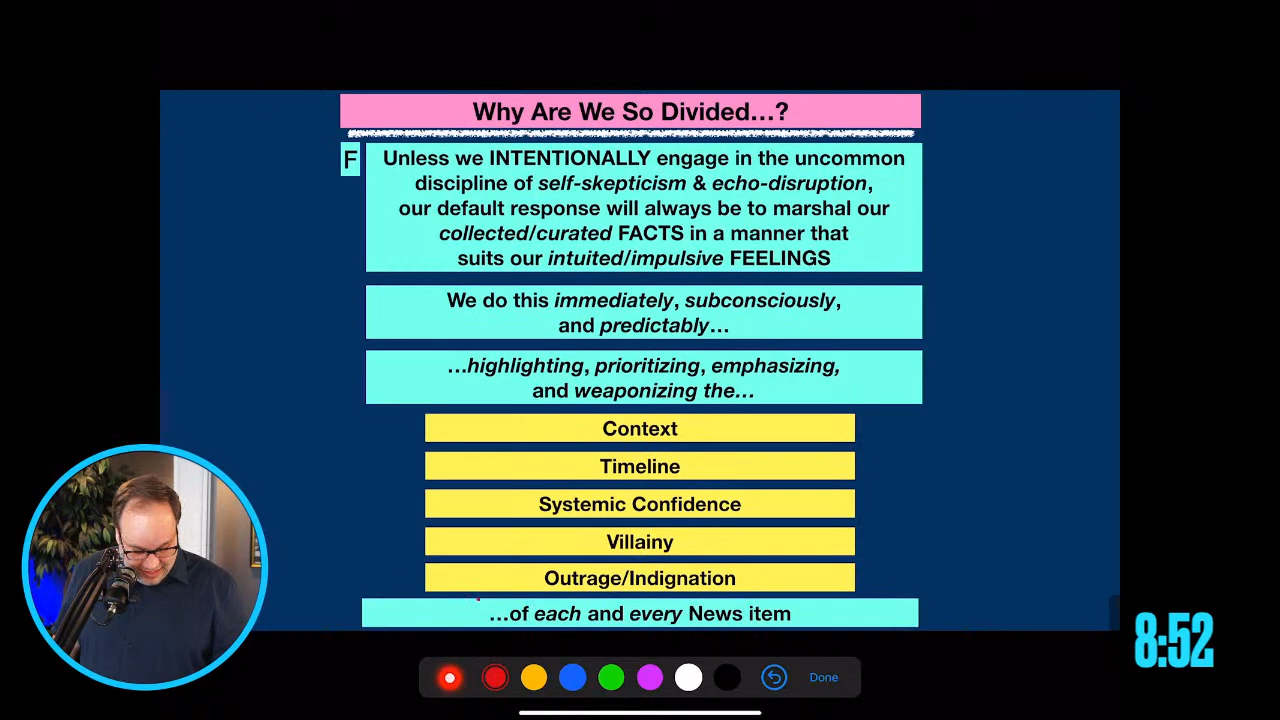 Why Are We So Divided...?
F
Unless we INTENTIONALLY engage in the uncommon
discipline of self-skepticism & echo-disruption,
our default response will always be to marshal our
collected/curated FACTS in a manner that
suits our intuited/impulsive FEELINGS
We do this immediately, subconsciously,
and predictably...
...highlighting, prioritizing, emphasizing,
and weaponizing the...
Context
Timeline
Systemic Confidence
Villainy
Outrage/Indignation
...of each and every News item
8:52
Done